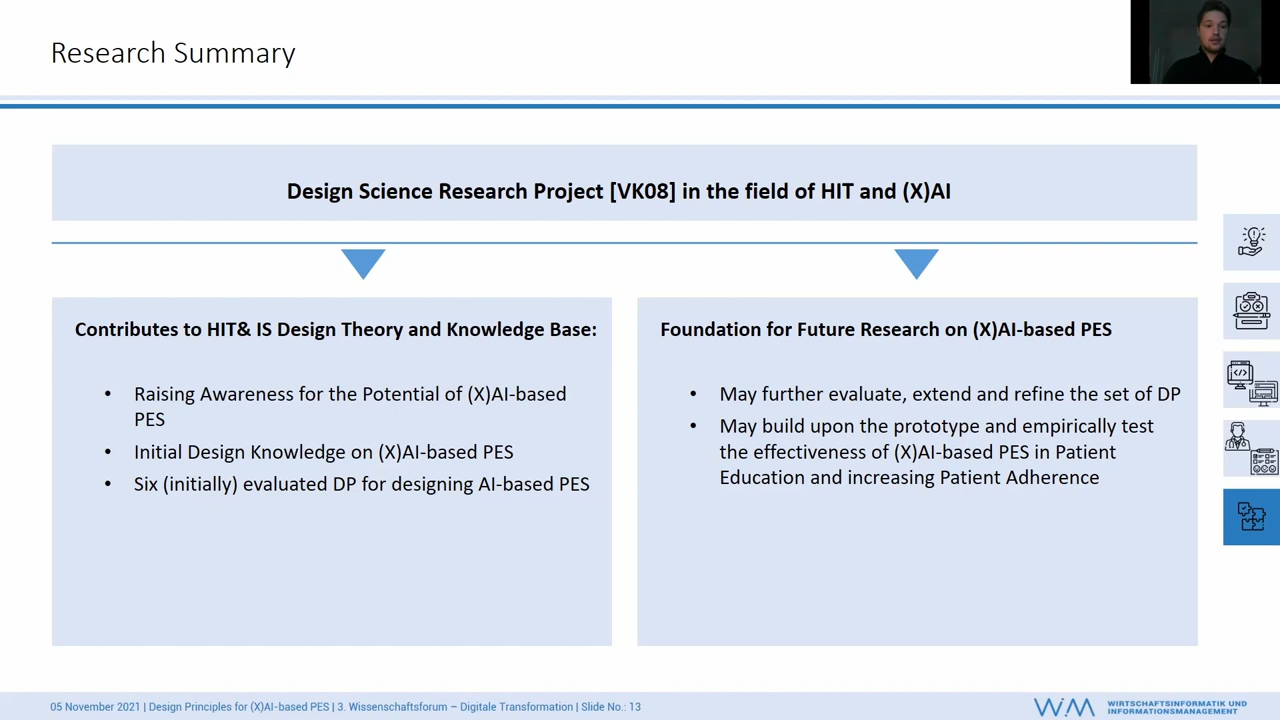 Research Summary
Design Science Research Project [VK08] in the field of HIT and (X)AI
Contributes to HIT& IS Design Theory and Knowledge Base:
• Raising Awareness for the Potential of (X)AI-based
PES
• Initial Design Knowledge on (X)AI-based PES
• Six (initially) evaluated DP for designing AI-based PES
Foundation for Future Research on (X)AI-based PES
• May further evaluate, extend and refine the set of DP
• May build upon the prototype and empirically test
the effectiveness of (X)AI-based PES in Patient
Education and increasing Patient Adherence
05 November 2021 | Design Principles for (X)AI-based PES | 3. Wissenschaftsforum – Digitale Transformation | Slide No.: 13
WIM
WIRTSCHAFTSINFORMATIK UND
INFORMATIONSMANAGEMENT